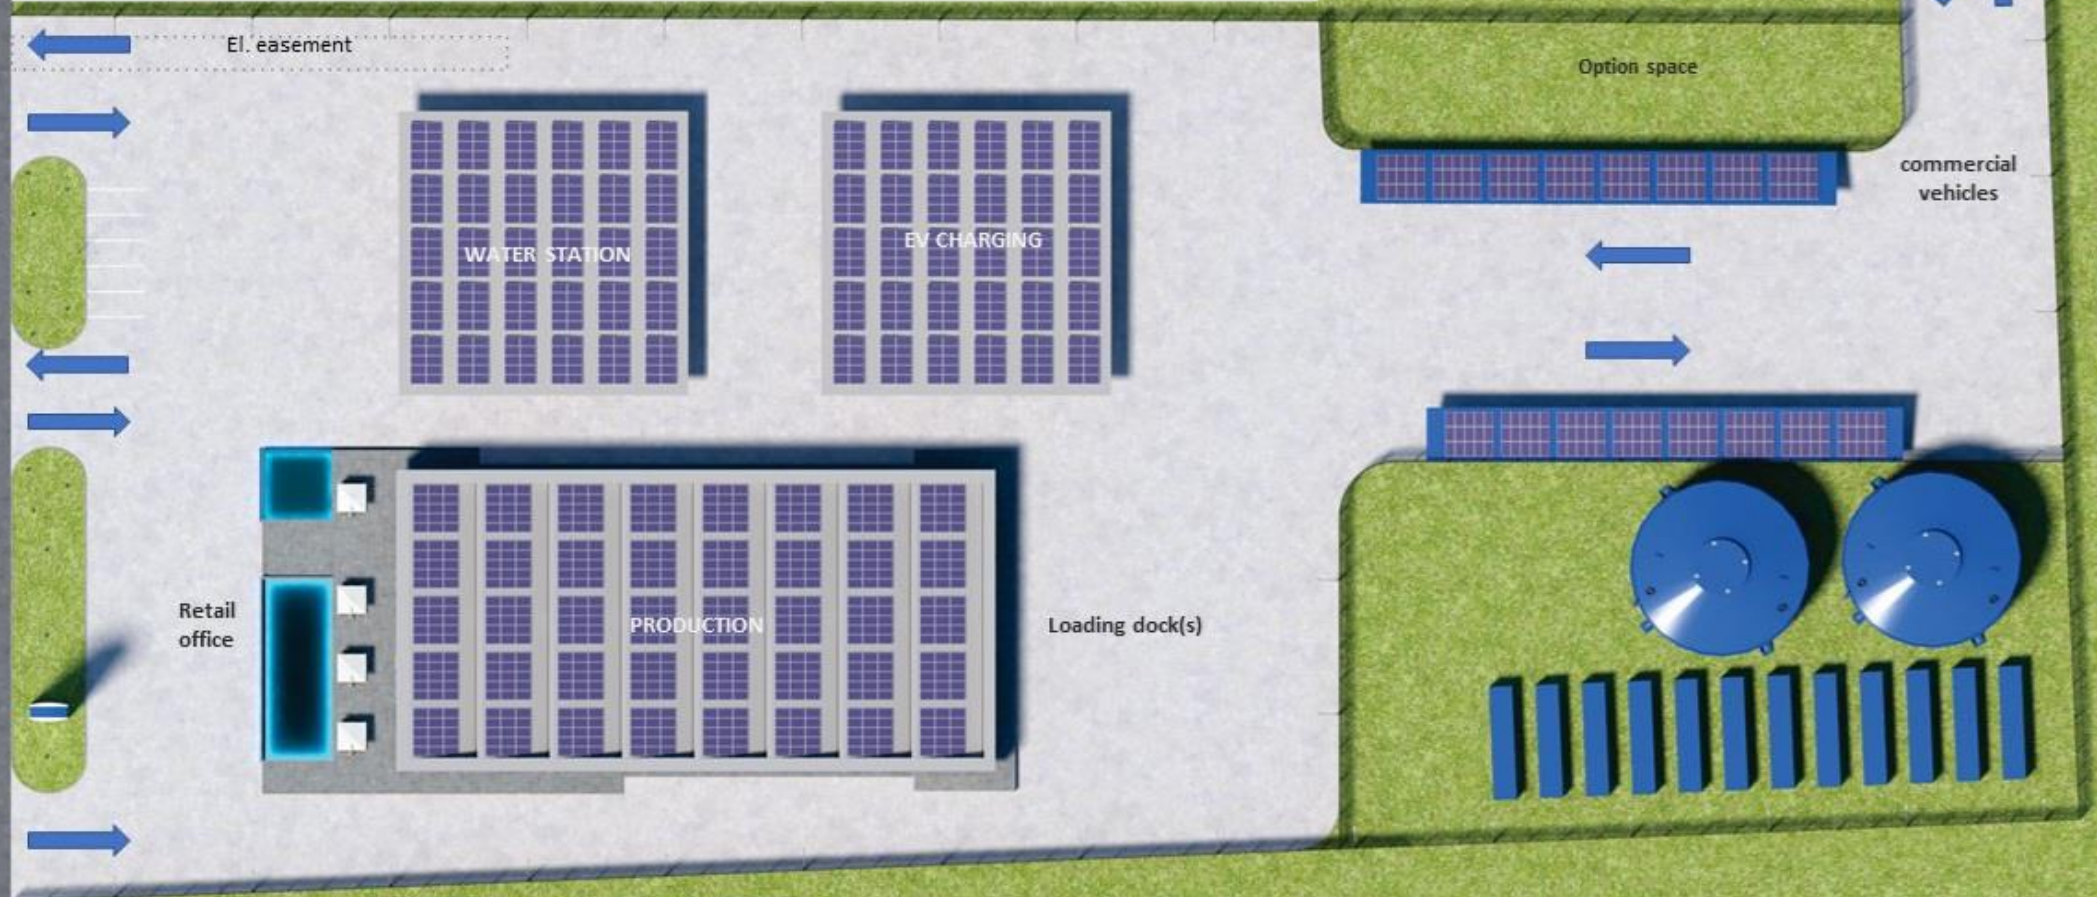 El. easement
Option space
commercial
vehicles
WATER STATION
EV CHARGING
Retail
office
PRODUCTION
Loading dock(s)